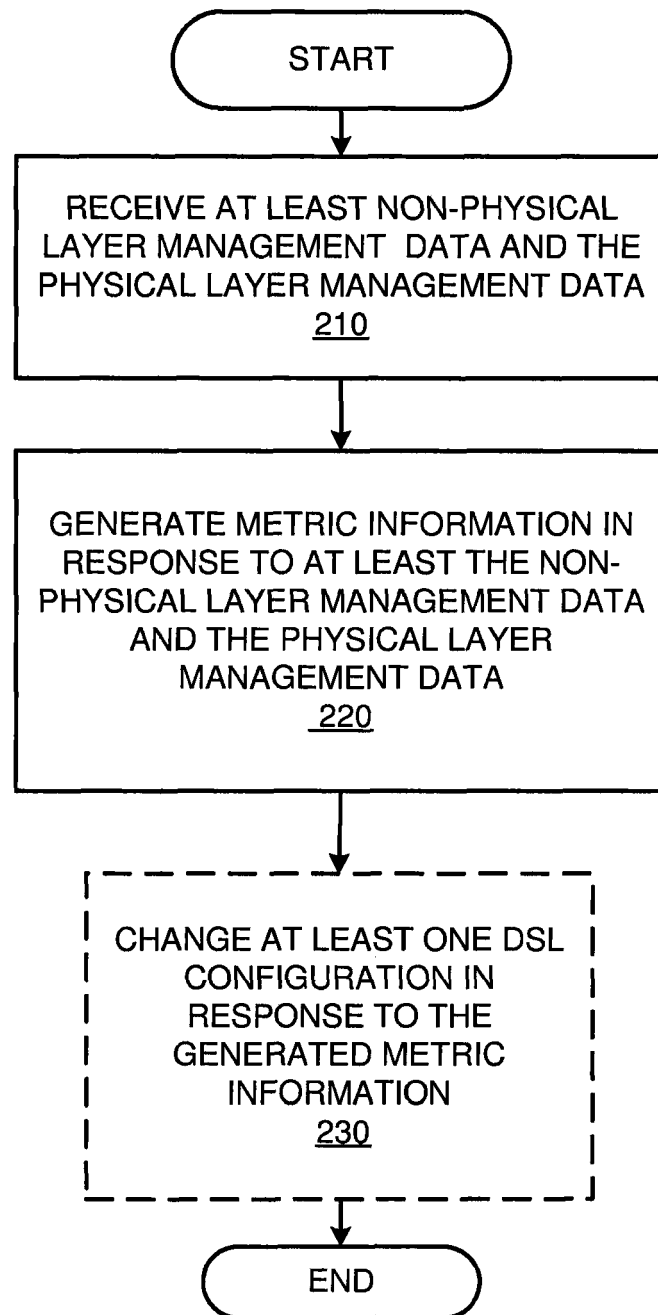 START
RECEIVE AT LEAST NON-PHYSICAL
LAYER MANAGEMENT DATA AND THE
PHYSICAL LAYER MANAGEMENT DATA
210
GENERATE METRIC INFORMATION IN
RESPONSE TO AT LEAST THE NON-
PHYSICAL LAYER MANAGEMENT DATA
AND THE PHYSICAL LAYER
MANAGEMENT DATA
220
CHANGE AT LEAST ONE DSL
CONFIGURATION IN
RESPONSE TO THE
GENERATED METRIC
INFORMATION
230
END